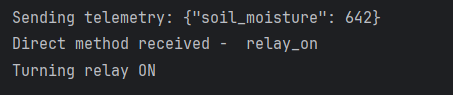 Sending telemetry: {"soil_moisture": 642}
Direct method received -  relay_on
Turning relay ON